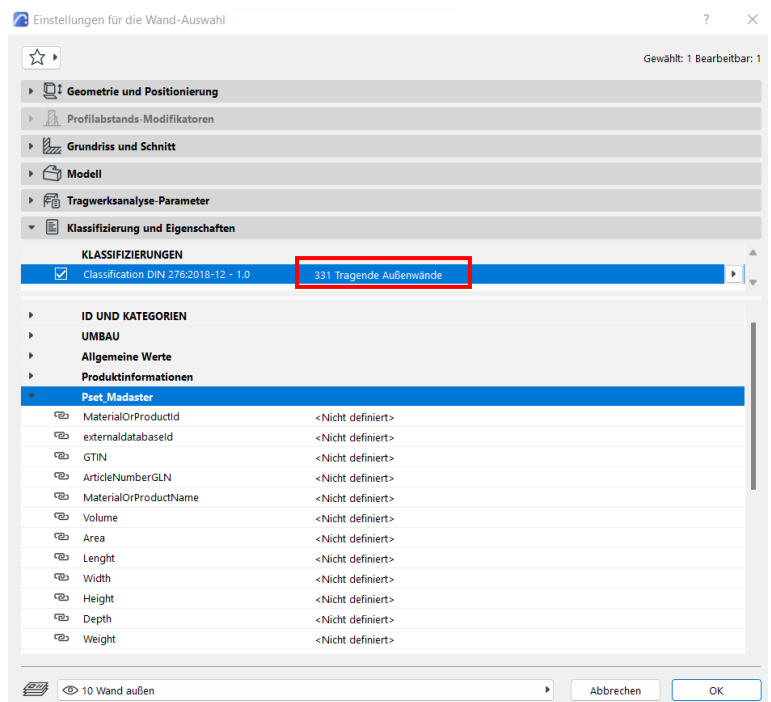 Einstellungen für die Wand-Auswahl ? ×
Gewählt: 1 Bearbeitbar: 1
Geometrie und Positionierung
Profilabstands-Modifikatoren
Grundriss und Schnitt
Modell
Tragwerksanalyse-Parameter
Klassifizierung und Eigenschaften
KLASSIFIZIERUNGEN
Classification DIN 276:2018-12 - 1.0 331 Tragende Außenwände
ID UND KATEGORIEN
UMBAU
Allgemeine Werte
Produktinformationen
Pset_Madaster
MaterialOrProductId <Nicht definiert>
externaldatabaseId <Nicht definiert>
GTIN <Nicht definiert>
ArticleNumberGLN <Nicht definiert>
MaterialOrProductName <Nicht definiert>
Volume <Nicht definiert>
Area <Nicht definiert>
Lenght <Nicht definiert>
Width <Nicht definiert>
Height <Nicht definiert>
Depth <Nicht definiert>
Weight <Nicht definiert>
10 Wand außen Abbrechen OK